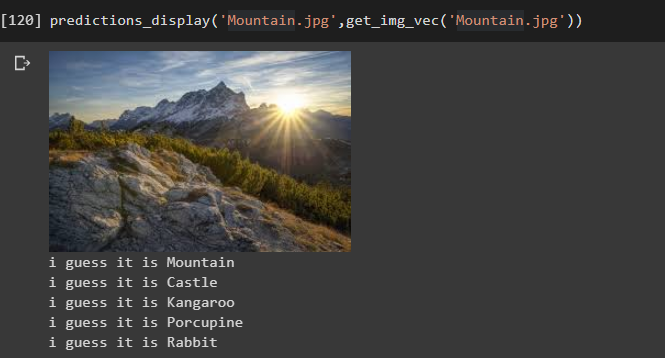 [120] predictions_display('Mountain.jpg',get_img_vec('Mountain.jpg'))
i guess it is Mountain
i guess it is Castle
i guess it is Kangaroo
i guess it is Porcupine
i guess it is Rabbit